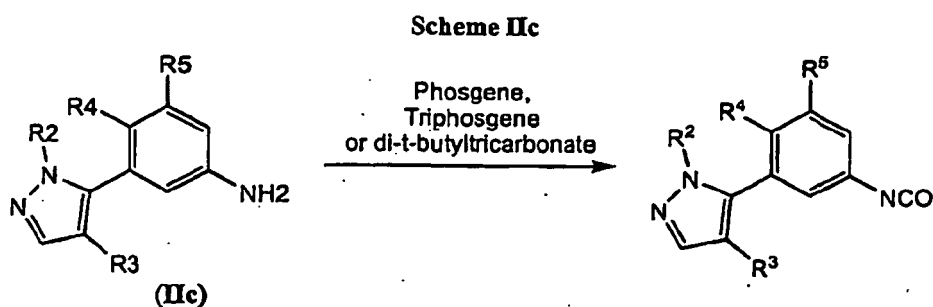 Scheme IIc
R5
R4
R2
N
N
R3
NH2
(IIc)
Phosgene,
Triphosgene
or di-t-butyltricarbonate
R⁵
R⁴
R²
N
N
R³
NCO